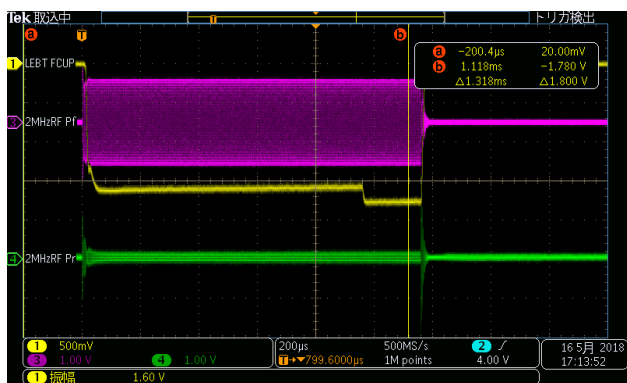 Tek 取込中 トリガ検出
a T b
a −200.4µs 20.00mV
b 1.118ms −1.780 V
△1.318ms △1.800 V
1 LEBT FCUP
3 2MHzRF Pf
4 2MHzRF Pr
1 500mV
3 1.00 V 4 1.00 V
200µs 500MS/s 2 4.00 V
T→▼799.6000µs 1M points
16 5月 2018
17:13:52
1 振幅 1.60 V